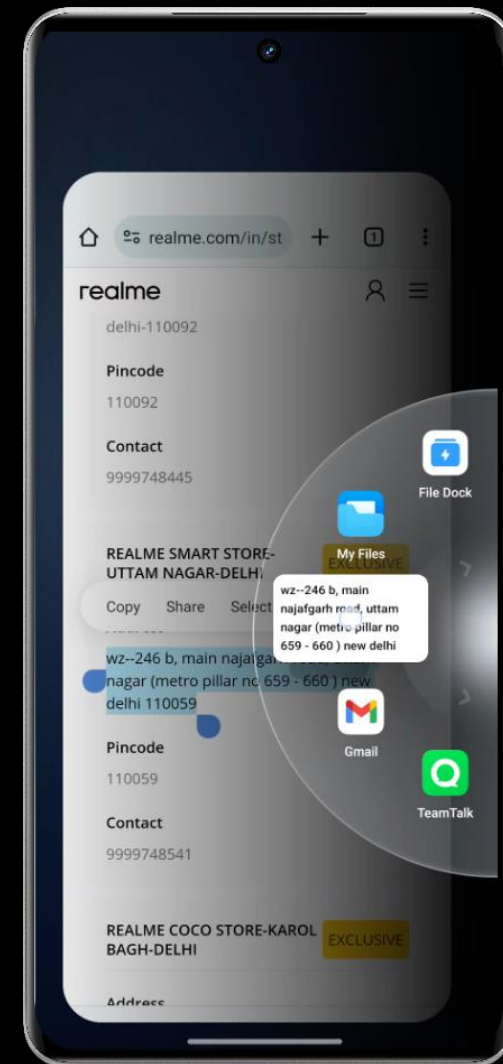 realme.com/in/st
1
realme
delhi-110092
Pincode
110092
Contact
9999748445
REALME SMART STORE-
UTTAM NAGAR-DELHI
EXCLUSIVE
Copy Share Select
Address
wz--246 b, main najafgarh
nagar (metro pillar no 659 - 660 ) new
delhi 110059
Pincode
110059
Contact
9999748541
REALME COCO STORE-KAROL
BAGH-DELHI
EXCLUSIVE
Address
File Dock
My Files
wz--246 b, main
najafgarh road, uttam
nagar (metro pillar no
659 - 660 ) new delhi
Gmail
TeamTalk